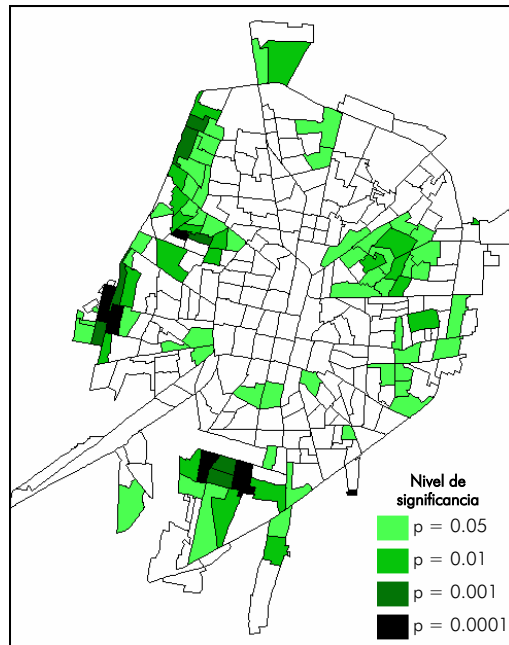 Nivel de
significancia
p = 0.05
p = 0.01
p = 0.001
p = 0.0001